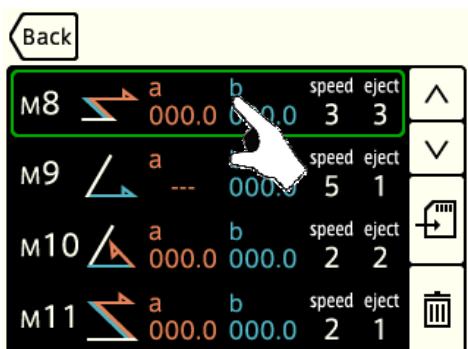 Back
M8 a 000.0 b 000.0 speed 3 eject 3
M9 a --- 000.0 speed 5 eject 1
M10 a 000.0 b 000.0 speed 2 eject 2
M11 a 000.0 b 000.0 speed 2 eject 1